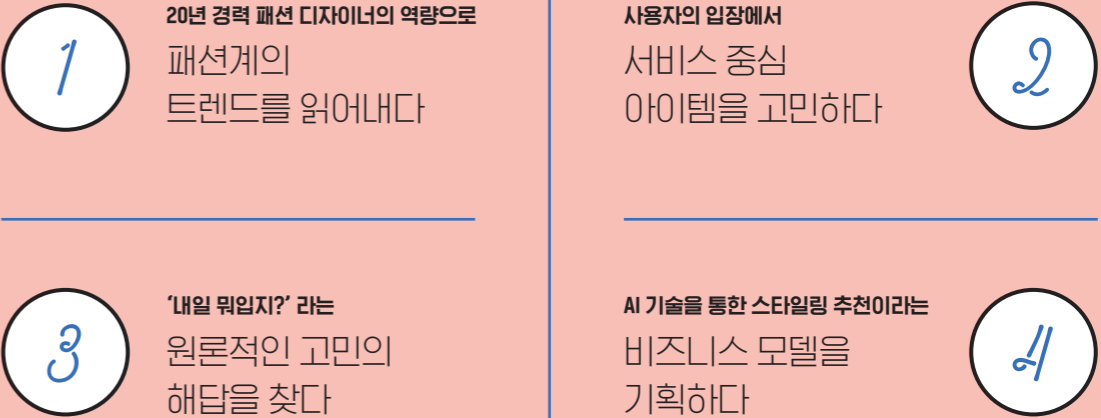 1
20년 경력 패션 디자이너의 역량으로
패션계의
트렌드를 읽어내다
2
사용자의 입장에서
서비스 중심
아이템을 고민하다
3
‘내일 뭐입지?’ 라는
원론적인 고민의
해답을 찾다
4
AI 기술을 통한 스타일링 추천이라는
비즈니스 모델을
기획하다